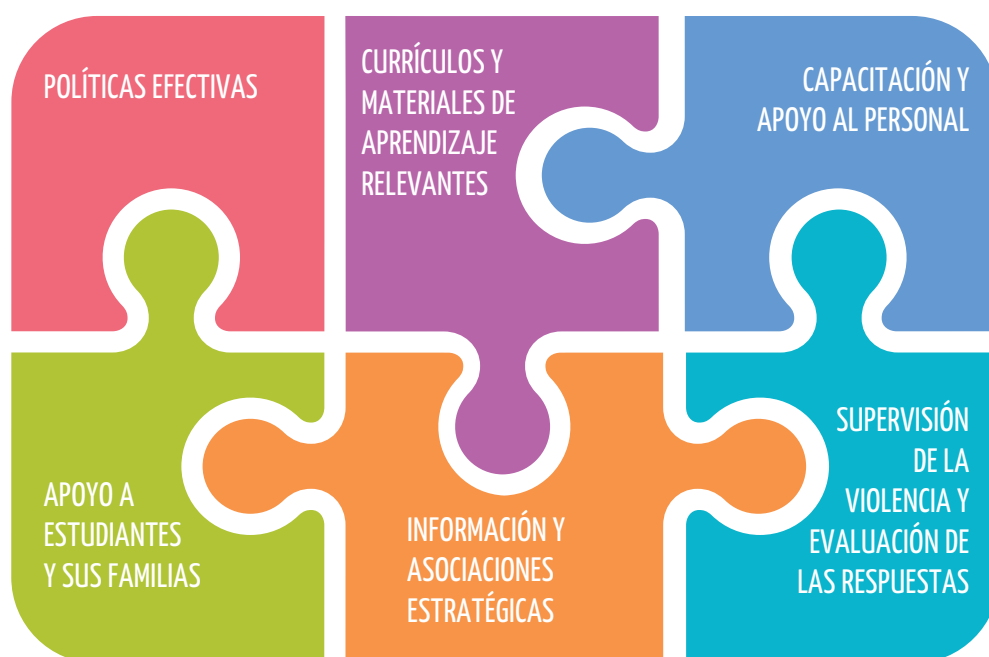 POLÍTICAS EFECTIVAS
CURRÍCULOS Y
MATERIALES DE
APRENDIZAJE
RELEVANTES
CAPACITACIÓN Y
APOYO AL PERSONAL
APOYO A
ESTUDIANTES
Y SUS FAMILIAS
INFORMACIÓN Y
ASOCIACIONES
ESTRATÉGICAS
SUPERVISIÓN
DE LA
VIOLENCIA Y
EVALUACIÓN DE
LAS RESPUESTAS